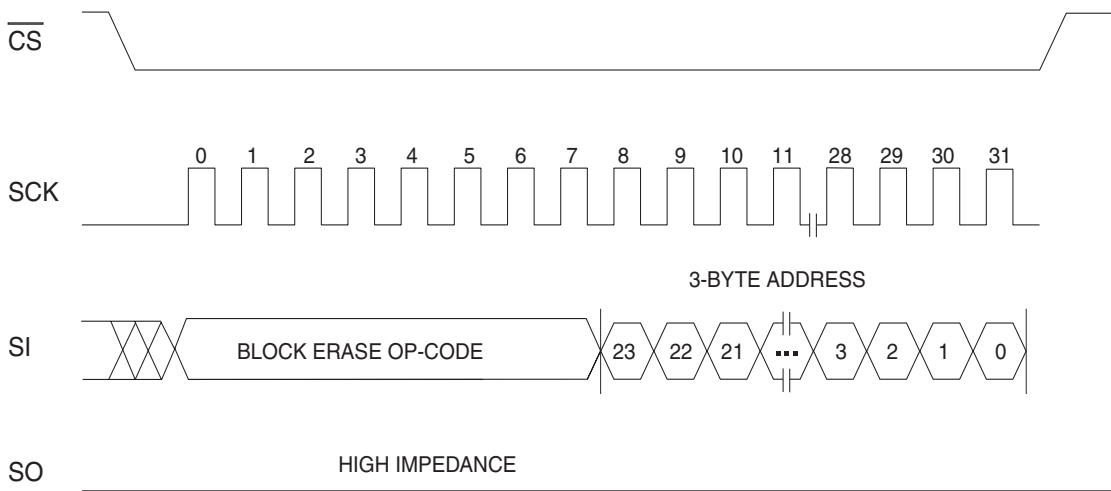 CS
SCK
0 1 2 3 4 5 6 7 8 9 10 11 28 29 30 31
3-BYTE ADDRESS
SI
BLOCK ERASE OP-CODE
23 22 21 ... 3 2 1 0
SO
HIGH IMPEDANCE